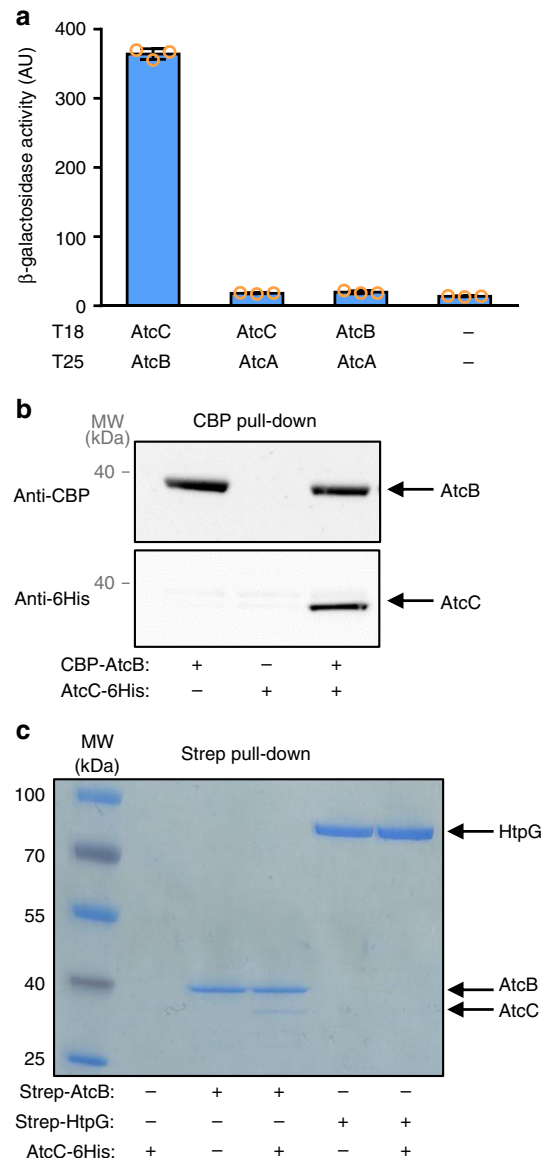 a
β-galactosidase activity (AU)
400
300
200
100
0
T18 AtcC AtcC AtcB –
T25 AtcB AtcA AtcA –
b
MW
(kDa)
CBP pull-down
40
Anti-CBP
AtcB
40
Anti-6His
AtcC
CBP-AtcB: + – +
AtcC-6His: – + +
c
MW
(kDa)
Strep pull-down
100
HtpG
70
55
40
AtcB
AtcC
25
Strep-AtcB: – + + – –
Strep-HtpG: – – – + +
AtcC-6His: + – + – +